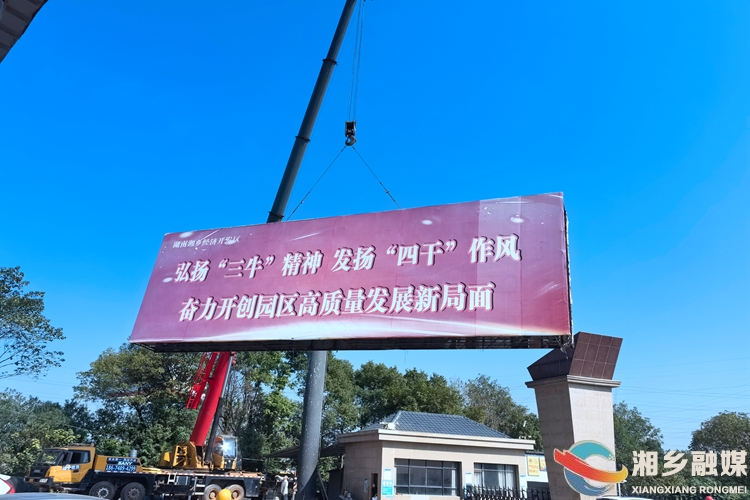 湖南湘乡经济开发区
弘扬“三牛”精神 发扬“四干”作风
奋力开创园区高质量发展新局面
湘乡融媒
XIANGXIANG RONGMEI